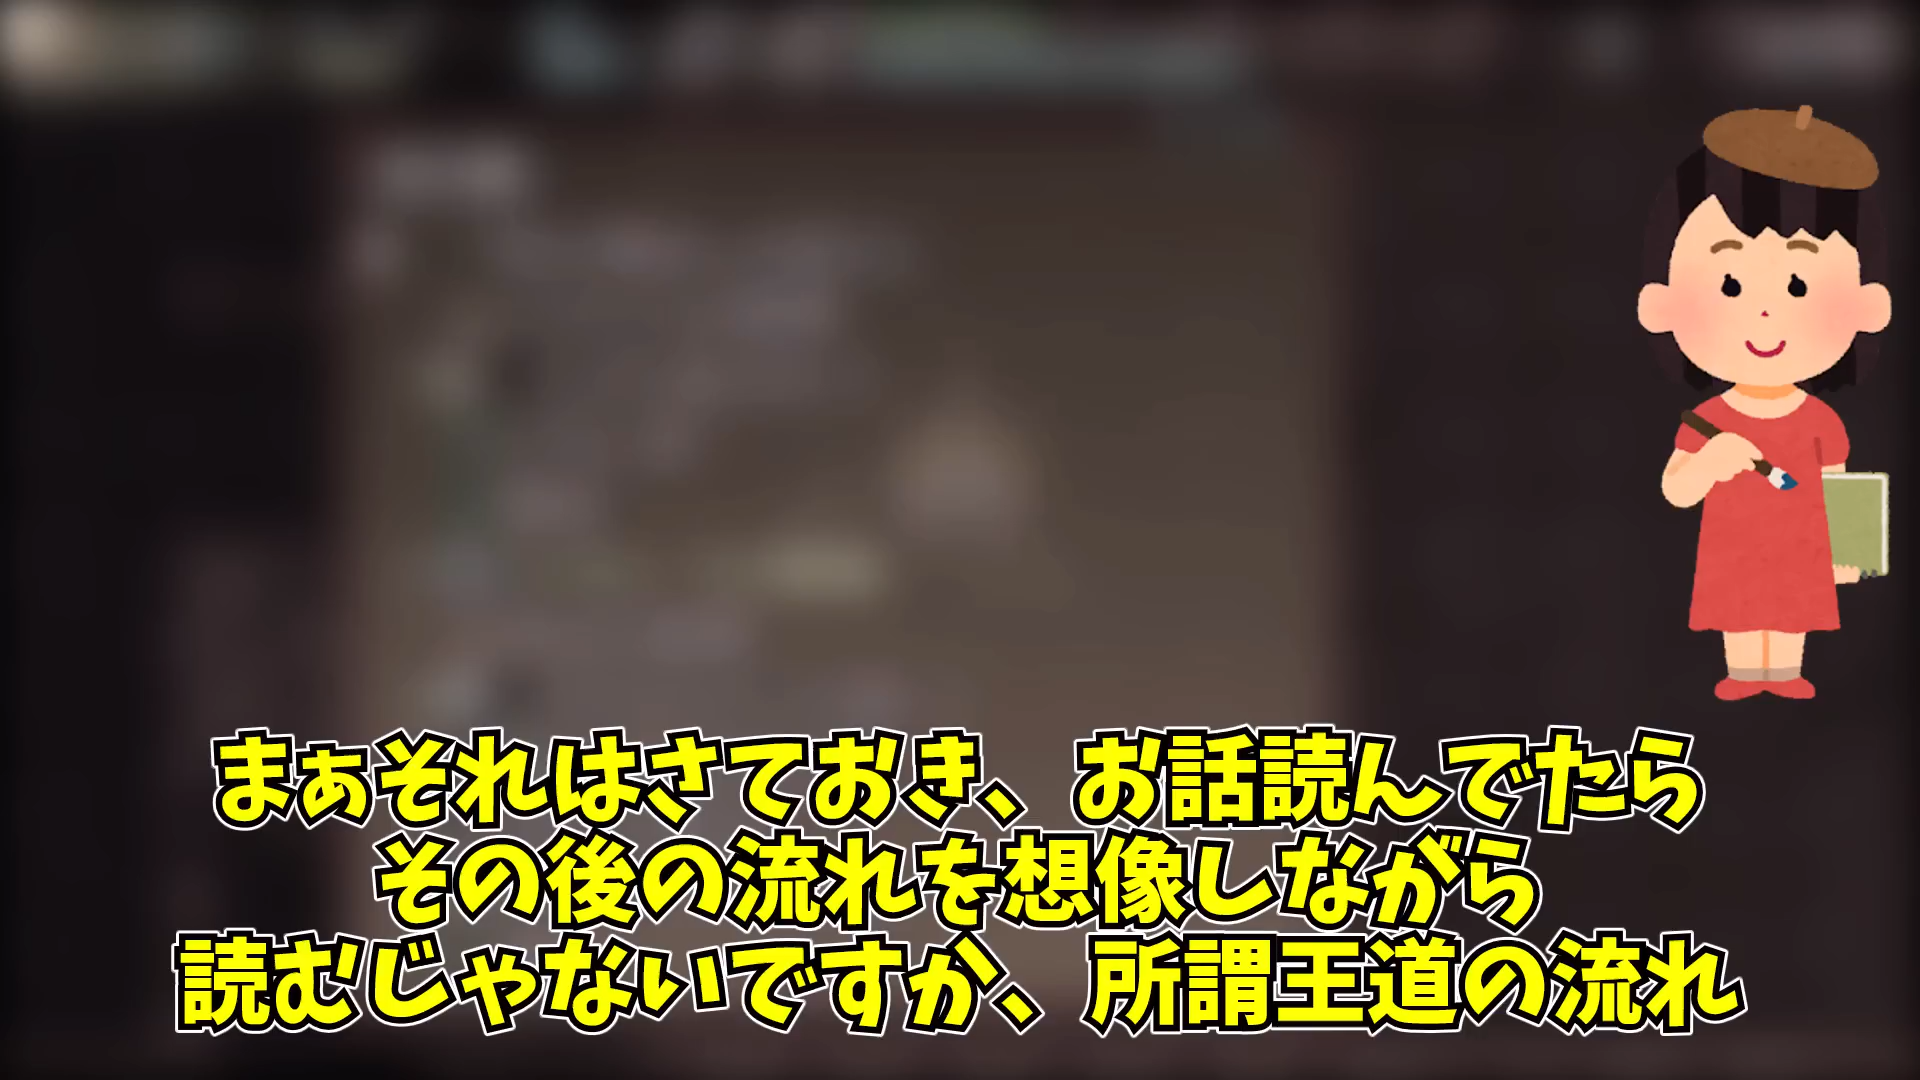 まぁそれはさておき、お話読んでたら
その後の流れを想像しながら
読むじゃないですか、所謂王道の流れ